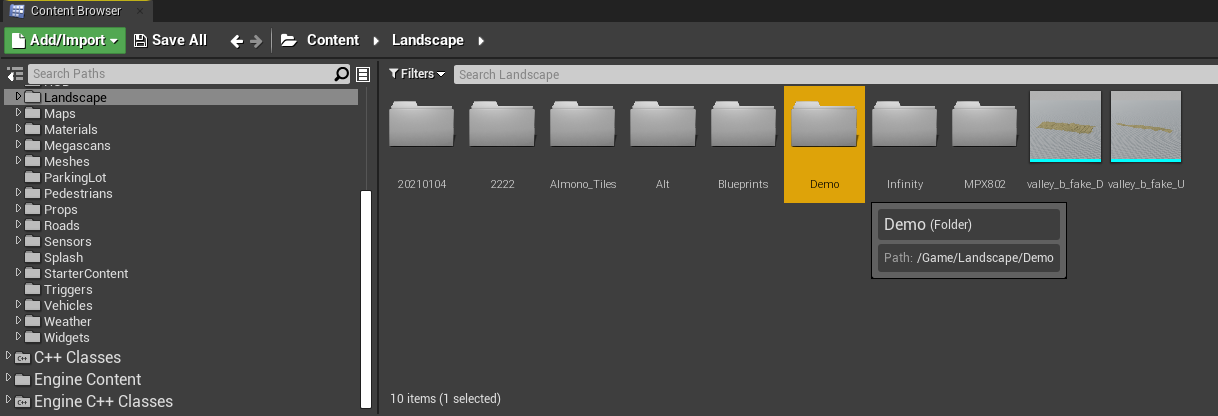 Content Browser
Add/Import
Save All
Content
Landscape
Search Paths
Filters
Search Landscape
Landscape
Maps
Materials
Megascans
Meshes
ParkingLot
Pedestrians
Props
Roads
Sensors
Splash
StarterContent
Triggers
Vehicles
Weather
Widgets
C++ Classes
Engine Content
Engine C++ Classes
20210104
2222
Almono_Tiles
Alt
Blueprints
Demo
Infinity
MPX802
valley_b_fake_D
valley_b_fake_U
Demo (Folder)
Path: /Game/Landscape/Demo
10 items (1 selected)